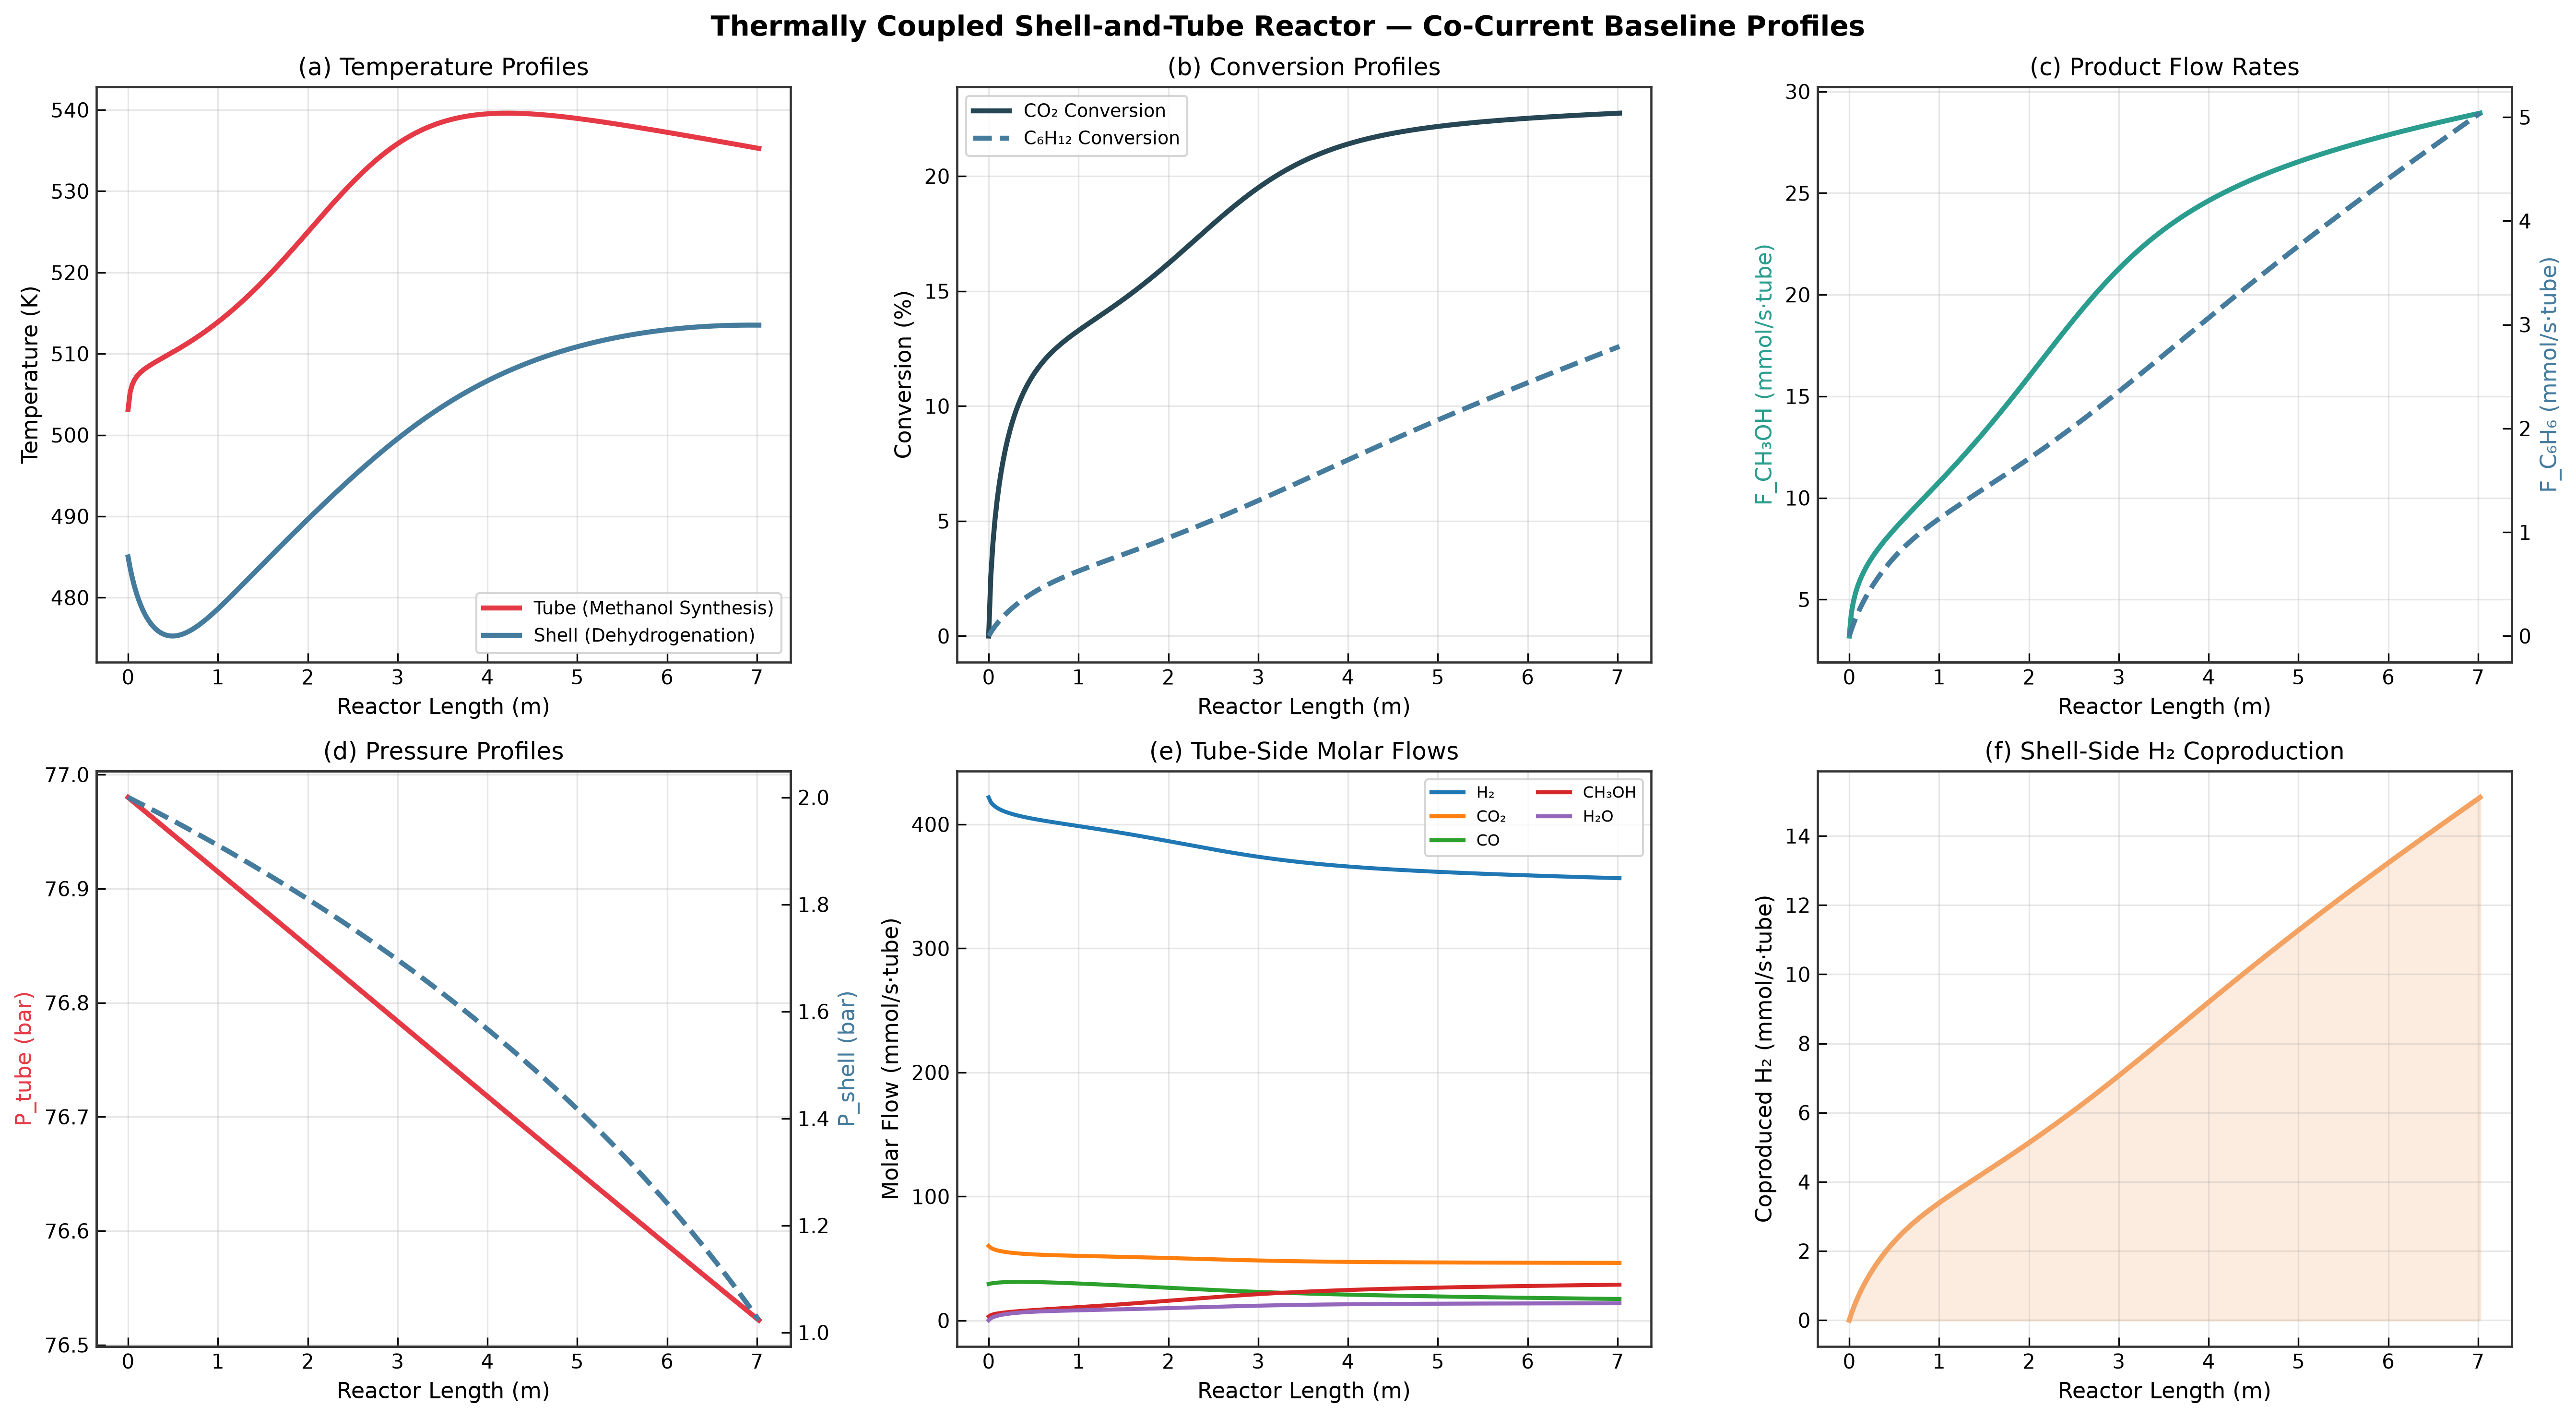 Thermally Coupled Shell-and-Tube Reactor — Co-Current Baseline Profiles
(a) Temperature Profiles
Temperature (K)
540
530
520
510
500
490
480
Tube (Methanol Synthesis)
Shell (Dehydrogenation)
0 1 2 3 4 5 6 7
Reactor Length (m)
(b) Conversion Profiles
Conversion (%)
20
15
10
5
0
CO₂ Conversion
C₆H₁₂ Conversion
0 1 2 3 4 5 6 7
Reactor Length (m)
(c) Product Flow Rates
F_CH₃OH (mmol/s·tube)
30
25
20
15
10
5
5
4
3
2
1
0
F_C₆H₆ (mmol/s·tube)
0 1 2 3 4 5 6 7
Reactor Length (m)
(d) Pressure Profiles
P_tube (bar)
77.0
76.9
76.8
76.7
76.6
76.5
2.0
1.8
1.6
1.4
1.2
1.0
P_shell (bar)
0 1 2 3 4 5 6 7
Reactor Length (m)
(e) Tube-Side Molar Flows
Molar Flow (mmol/s·tube)
400
300
200
100
0
H₂
CO₂
CO
CH₃OH
H₂O
0 1 2 3 4 5 6 7
Reactor Length (m)
(f) Shell-Side H₂ Coproduction
Coproduced H₂ (mmol/s·tube)
14
12
10
8
6
4
2
0
0 1 2 3 4 5 6 7
Reactor Length (m)